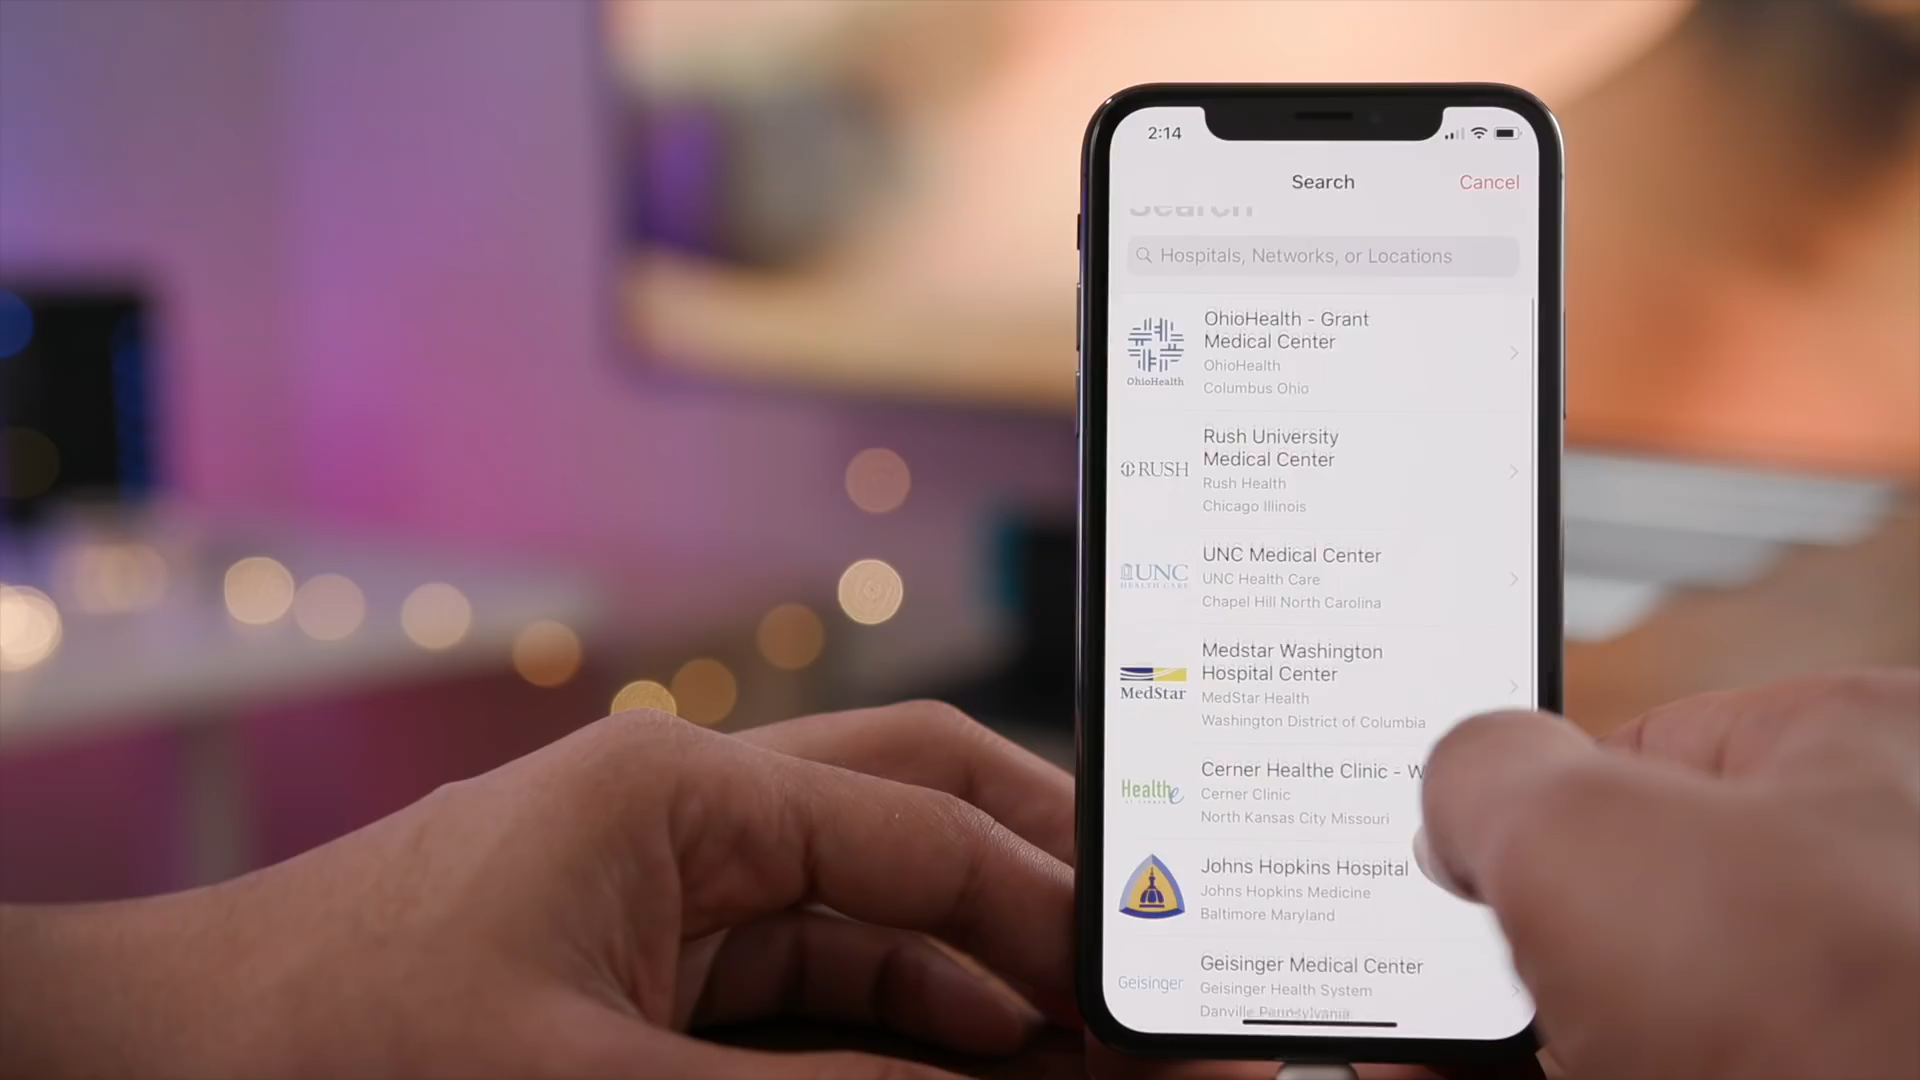 2:14
Search
Cancel
Search
Hospitals, Networks, or Locations
OhioHealth - Grant
Medical Center
OhioHealth
Columbus Ohio
OhioHealth
Rush University
Medical Center
Rush Health
Chicago Illinois
RUSH
UNC Medical Center
UNC Health Care
Chapel Hill North Carolina
UNC
HEALTH CARE
Medstar Washington
Hospital Center
MedStar Health
Washington District of Columbia
MedStar
Cerner Healthe Clinic - W
Cerner Clinic
North Kansas City Missouri
Healthe
Johns Hopkins Hospital
Johns Hopkins Medicine
Baltimore Maryland
Geisinger Medical Center
Geisinger Health System
Danville Pennsylvania
Geisinger